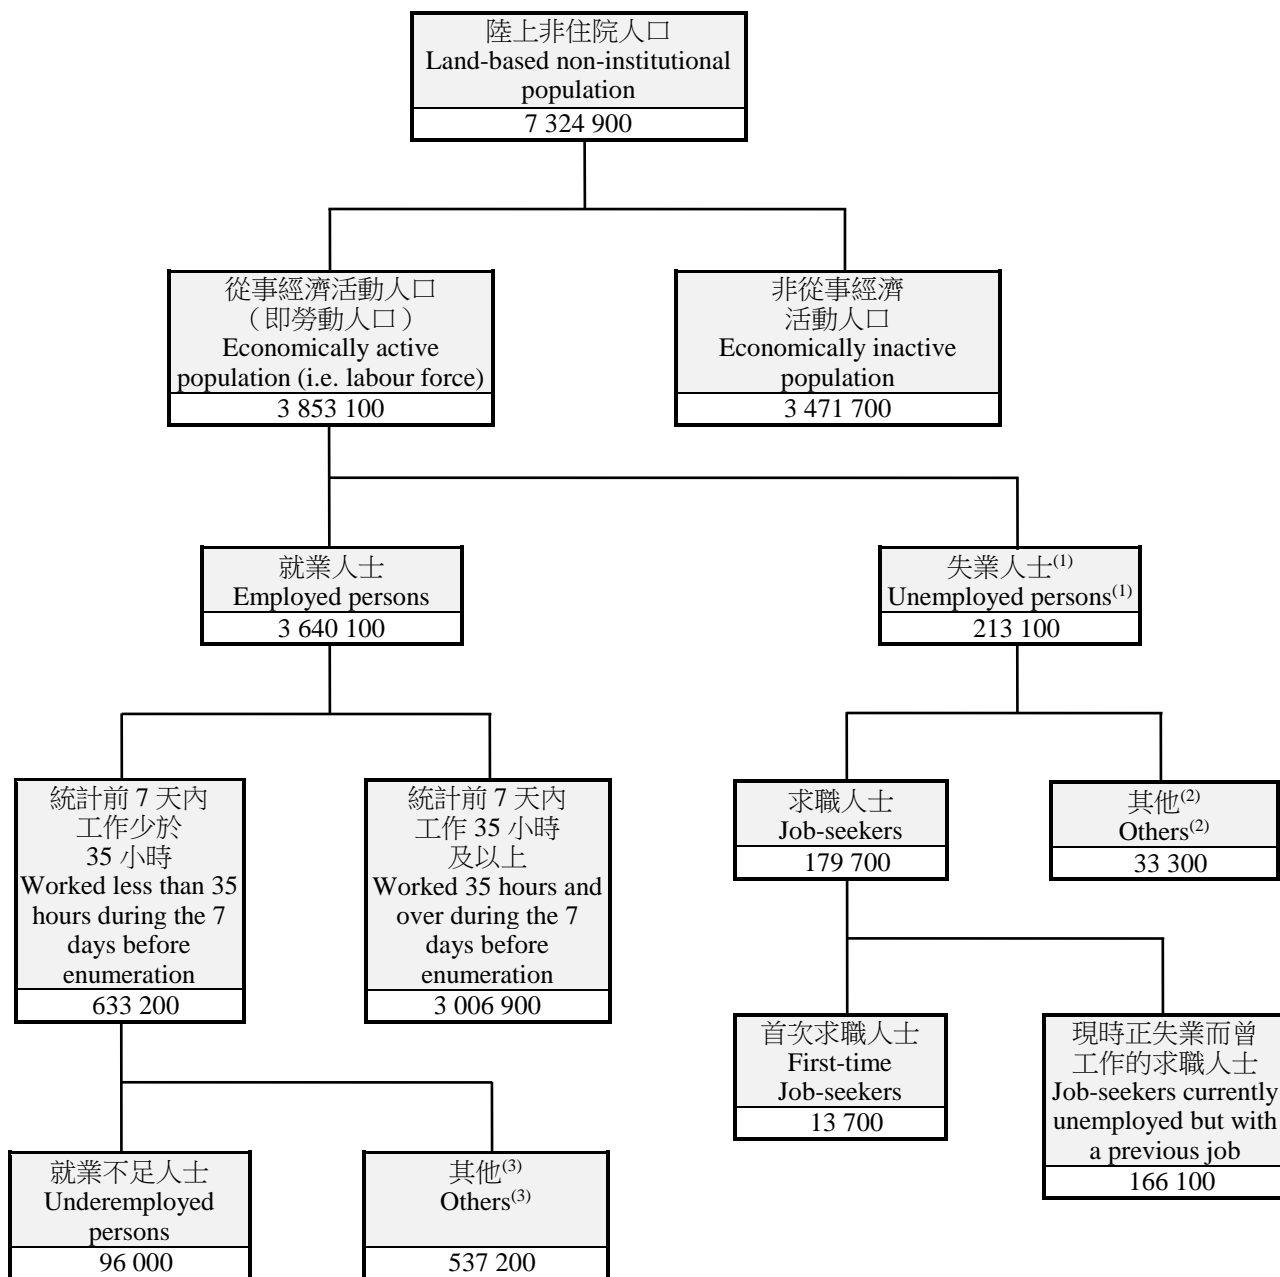 陸上非住院人口
Land-based non-institutional
population
7 324 900
從事經濟活動人口
（即勞動人口）
Economically active
population (i.e. labour force)
3 853 100
非從事經濟
活動人口
Economically inactive
population
3 471 700
就業人士
Employed persons
3 640 100
失業人士(1)
Unemployed persons(1)
213 100
統計前 7 天內
工作少於
35 小時
Worked less than 35
hours during the 7
days before
enumeration
633 200
統計前 7 天內
工作 35 小時
及以上
Worked 35 hours and
over during the 7
days before
enumeration
3 006 900
求職人士
Job-seekers
179 700
其他(2)
Others(2)
33 300
首次求職人士
First-time
Job-seekers
13 700
現時正失業而曾
工作的求職人士
Job-seekers currently
unemployed but with
a previous job
166 100
就業不足人士
Underemployed
persons
96 000
其他(3)
Others(3)
537 200